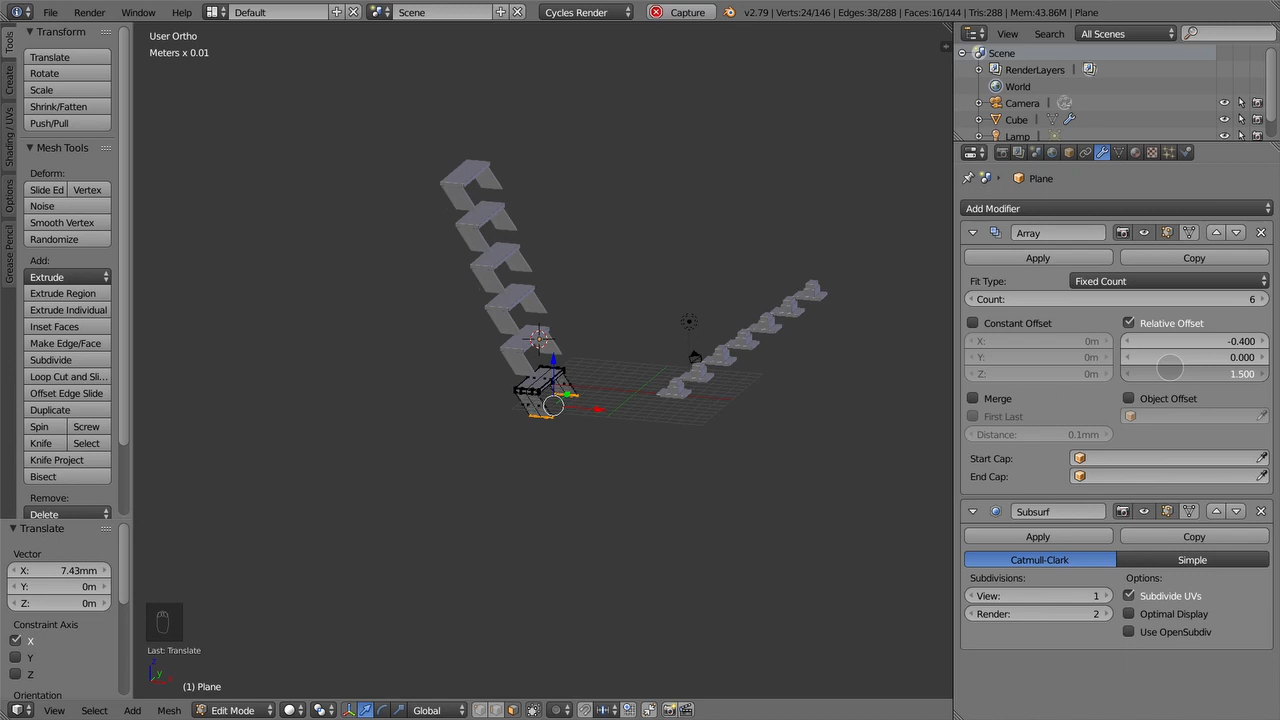 File Render Window Help Default Scene Cycles Render Capture v2.79 | Verts:24/146 | Edges:38/288 | Faces:16/144 | Tris:288 | Mem:43.86M | Plane
Tools
Create
Shading / UVs
Options
Grease Pencil
Transform
Translate
Rotate
Scale
Shrink/Fatten
Push/Pull
Mesh Tools
Deform:
Slide Ed Vertex
Noise
Smooth Vertex
Randomize
Add:
Extrude
Extrude Region
Extrude Individual
Inset Faces
Make Edge/Face
Subdivide
Loop Cut and Sli...
Offset Edge Slide
Duplicate
Spin Screw
Knife Select
Knife Project
Bisect
Remove:
Delete
Translate
Vector
X: 7.43mm
Y: 0m
Z: 0m
Constraint Axis
X
Y
Z
Orientation
User Ortho
Meters x 0.01
Last: Translate
z
y
(1) Plane
View Select Add Mesh Edit Mode Global
View Search All Scenes
Scene
RenderLayers
World
Camera
Cube
Lamp
Plane
Add Modifier
Array
Apply Copy
Fit Type: Fixed Count
Count: 6
Constant Offset Relative Offset
X: 0m -0.400
Y: 0m 0.000
Z: 0m 1.500
Merge Object Offset
First Last
Distance: 0.1mm
Start Cap:
End Cap:
Subsurf
Apply Copy
Catmull-Clark Simple
Subdivisions: Options:
View: 1 Subdivide UVs
Render: 2 Optimal Display
Use OpenSubdiv